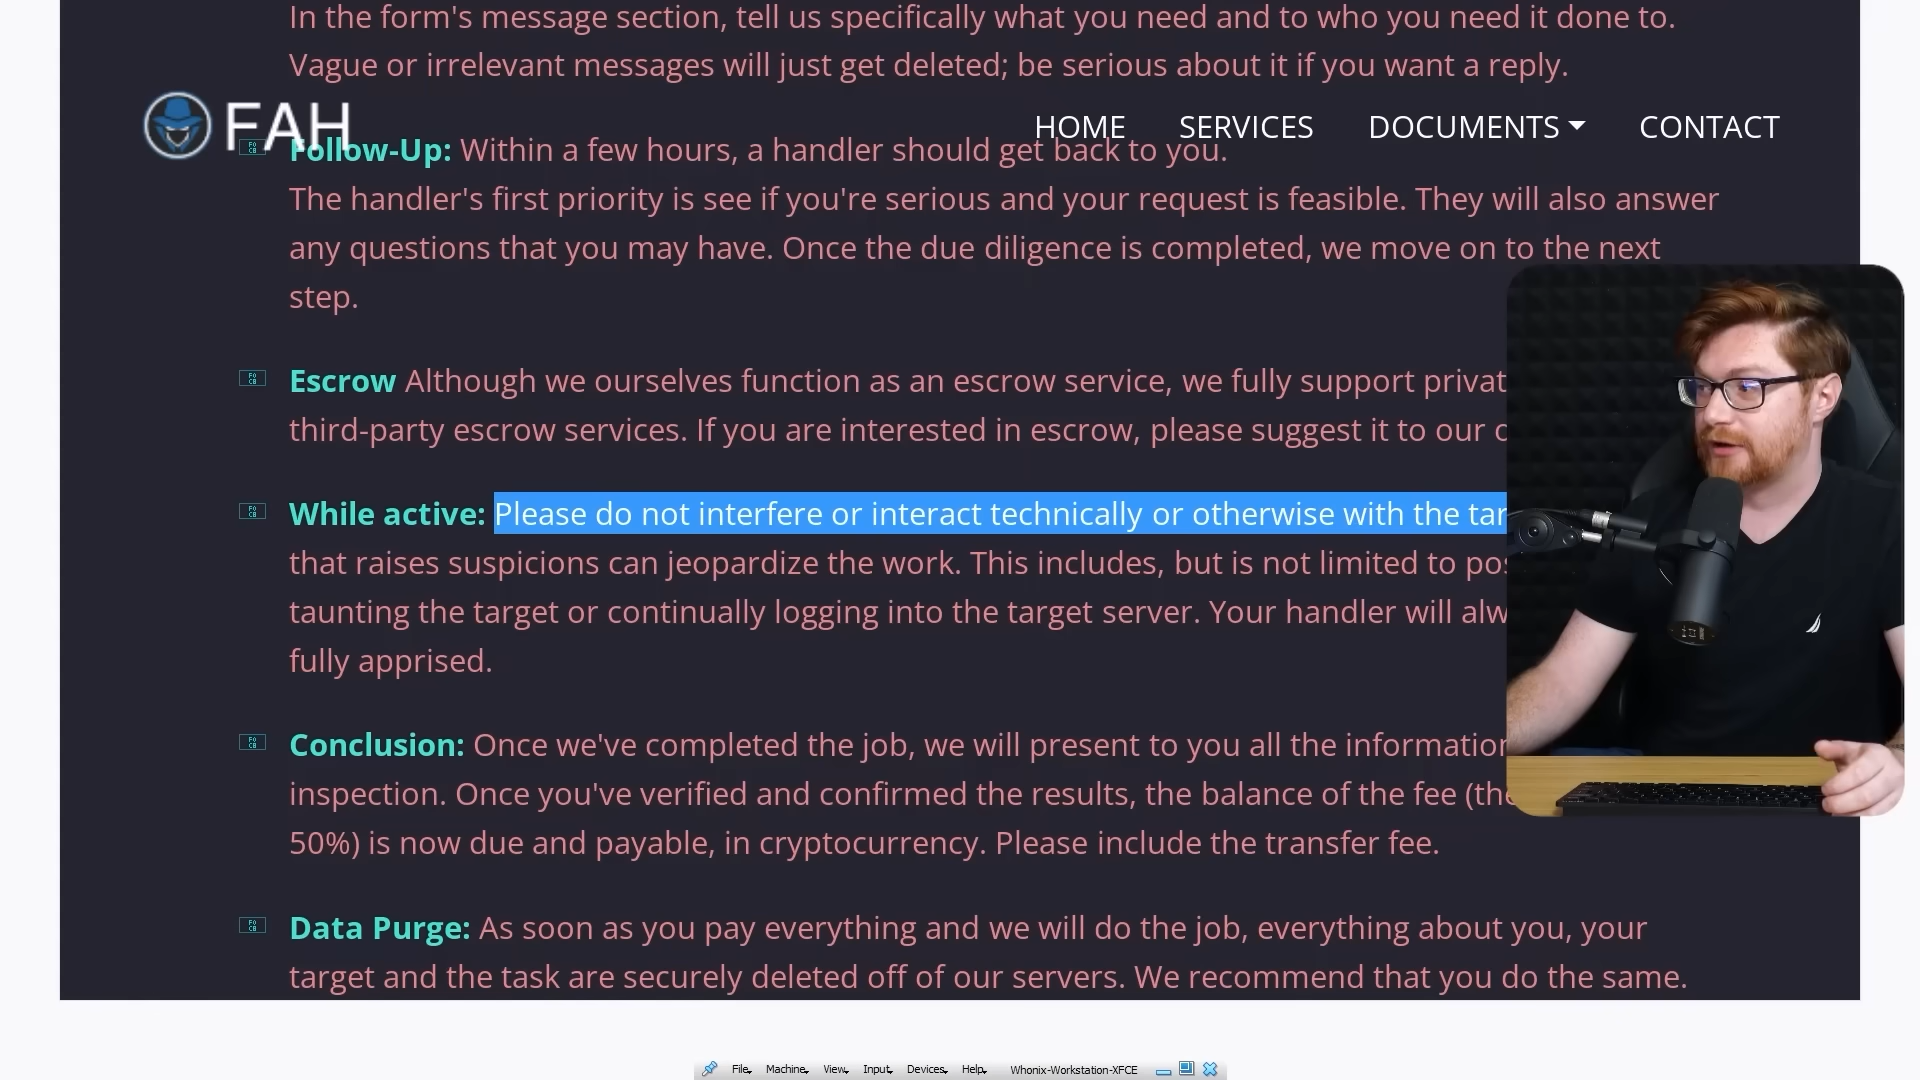 In the form's message section, tell us specifically what you need and to who you need it done to.
Vague or irrelevant messages will just get deleted; be serious about it if you want a reply.
FAH
HOME SERVICES DOCUMENTS CONTACT
Follow-Up: Within a few hours, a handler should get back to you.
The handler's first priority is see if you're serious and your request is feasible. They will also answer
any questions that you may have. Once the due diligence is completed, we move on to the next
step.
Escrow Although we ourselves function as an escrow service, we fully support
third-party escrow services. If you are interested in escrow, please suggest it to our
While active: Please do not interfere or interact technically or otherwise with the
that raises suspicions can jeopardize the work. This includes, but is not limited to
taunting the target or continually logging into the target server. Your handler will
fully apprised.
Conclusion: Once we've completed the job, we will present to you all the information
inspection. Once you've verified and confirmed the results, the balance of the fee
50%) is now due and payable, in cryptocurrency. Please include the transfer fee.
Data Purge: As soon as you pay everything and we will do the job, everything about you, your
target and the task are securely deleted off of our servers. We recommend that you do the same.
File Machine View Input Devices Help Whonix-Workstation-XFCE